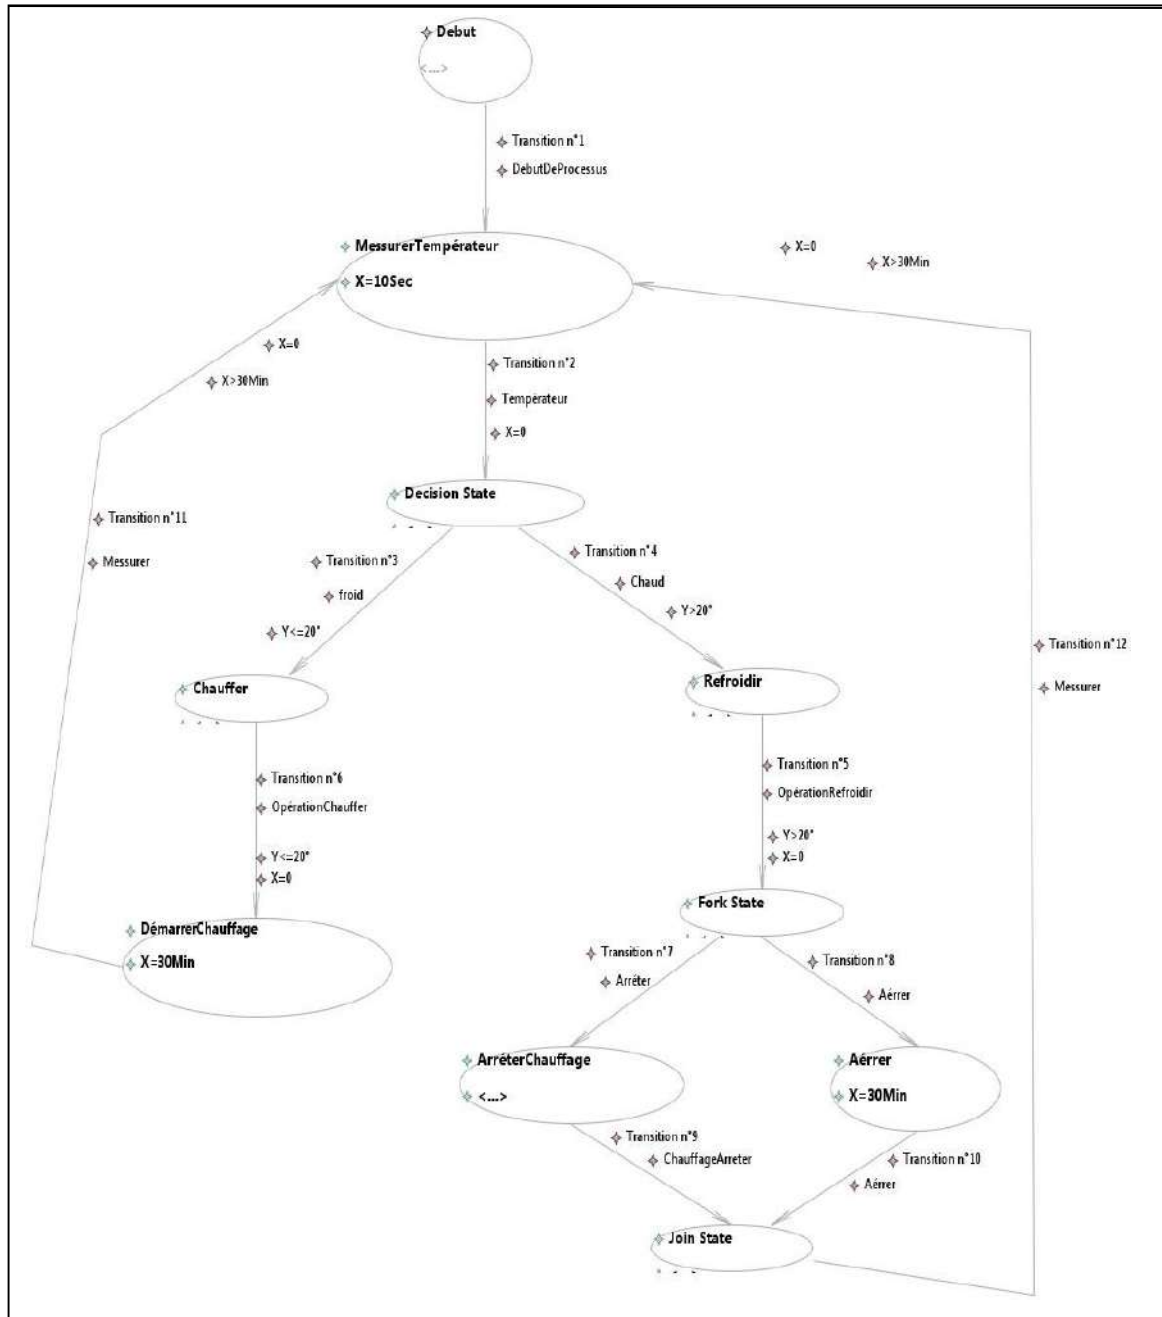 Debut
<...>
Transition n°1
DebutDeProcessus
MessurerTempérateur
X=10Sec
X=0
X>30Min
X=0
X>30Min
Transition n°2
Températeur
X=0
Decision State
Transition n°11
Messurer
Transition n°3
froid
Y<=20°
Transition n°4
Chaud
Y>20°
Transition n°12
Messurer
Chauffer
Refroidir
Transition n°6
OpérationChauffer
Y<=20°
X=0
Transition n°5
OpérationRefroidir
Y>20°
X=0
DémarrerChauffage
X=30Min
Fork State
Transition n°7
Arréter
Transition n°8
Aérrer
ArréterChauffage
<...>
Aérrer
X=30Min
Transition n°9
ChauffageArreter
Transition n°10
Aérrer
Join State